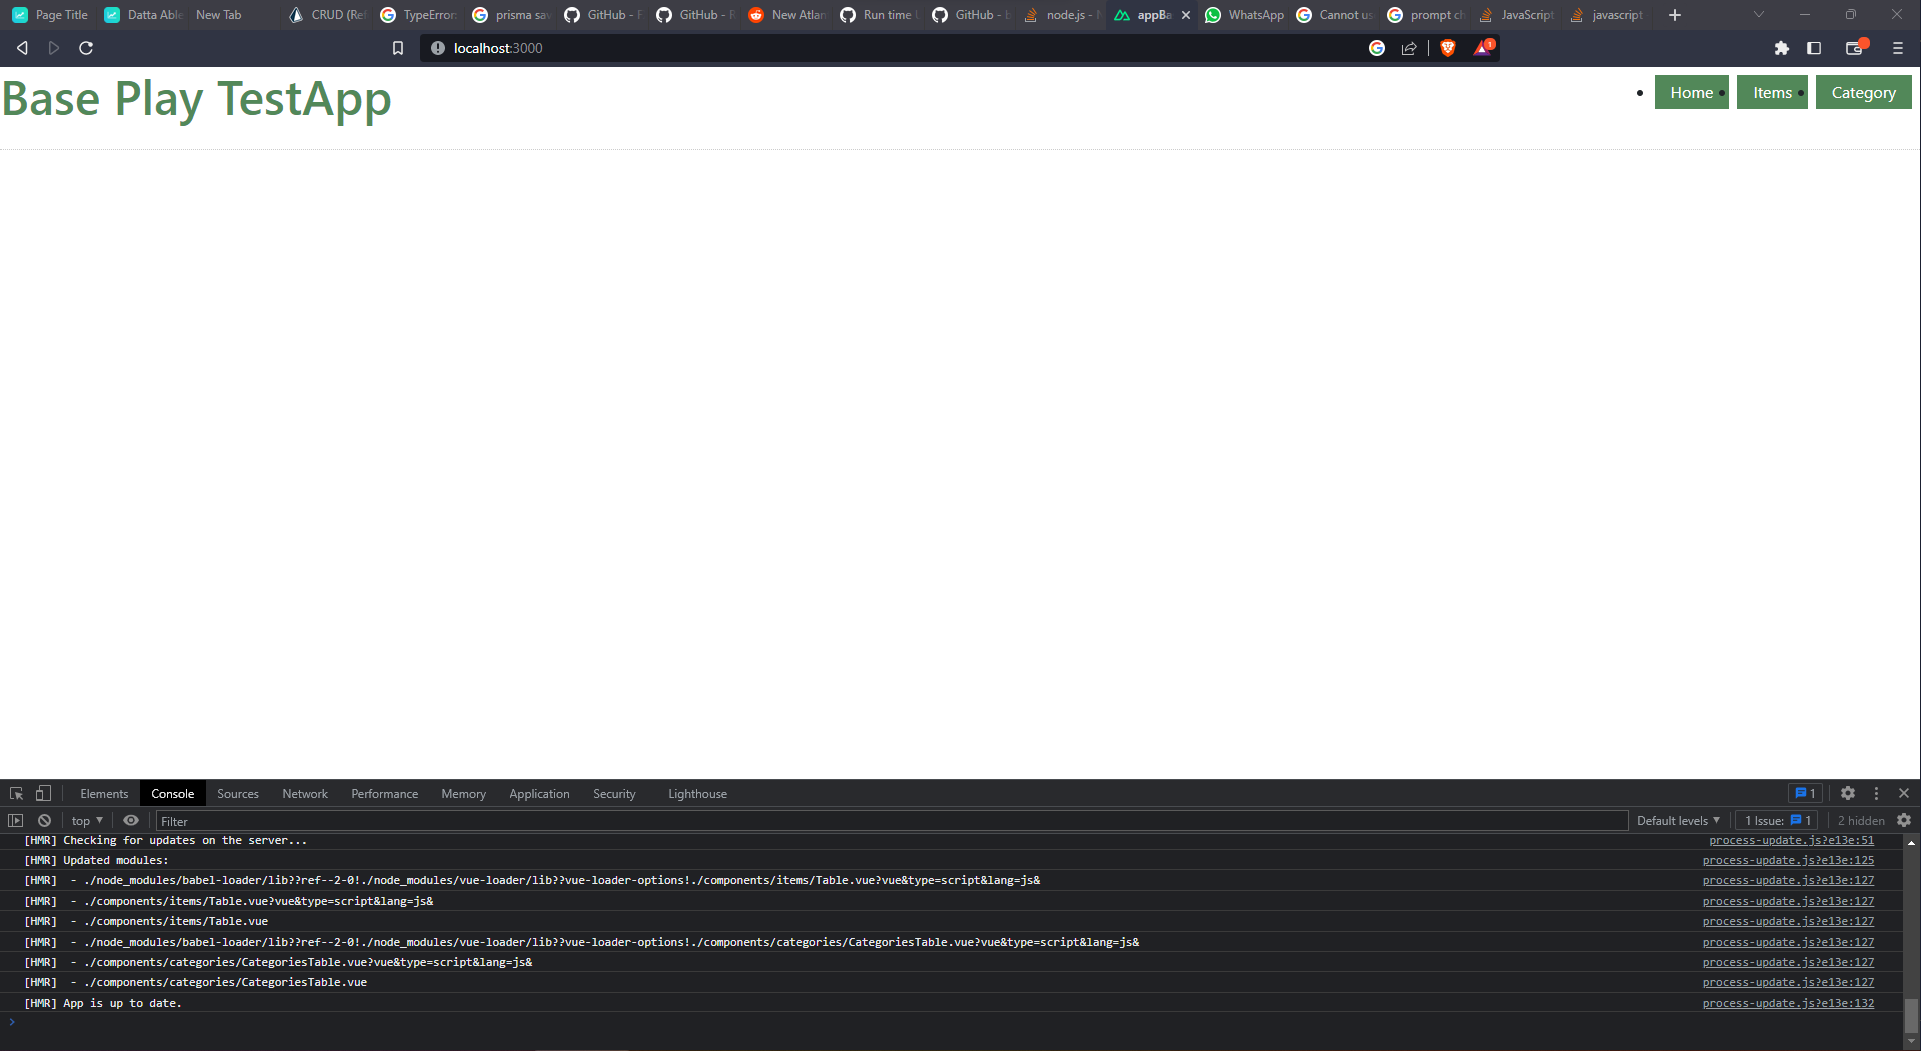 Page Title
Datta Able
New Tab
CRUD (Ref
TypeError
prisma sav
GitHub - F
GitHub - R
New Atlan
Run time
GitHub - b
node.js - N
appBa
WhatsApp
Cannot us
prompt ch
JavaScript
javascript
localhost:3000
1
Base Play TestApp
Home Items Category
Elements Console Sources Network Performance Memory Application Security Lighthouse 1
top Filter Default levels 1 Issue: 1 2 hidden
[HMR] Checking for updates on the server... process-update.js?e13e:51
[HMR] Updated modules: process-update.js?e13e:125
[HMR]  - ./node_modules/babel-loader/lib??ref--2-0!./node_modules/vue-loader/lib??vue-loader-options!./components/items/Table.vue?vue&type=script&lang=js& process-update.js?e13e:127
[HMR]  - ./components/items/Table.vue?vue&type=script&lang=js& process-update.js?e13e:127
[HMR]  - ./components/items/Table.vue process-update.js?e13e:127
[HMR]  - ./node_modules/babel-loader/lib??ref--2-0!./node_modules/vue-loader/lib??vue-loader-options!./components/categories/CategoriesTable.vue?vue&type=script&lang=js& process-update.js?e13e:127
[HMR]  - ./components/categories/CategoriesTable.vue?vue&type=script&lang=js& process-update.js?e13e:127
[HMR]  - ./components/categories/CategoriesTable.vue process-update.js?e13e:127
[HMR] App is up to date. process-update.js?e13e:132